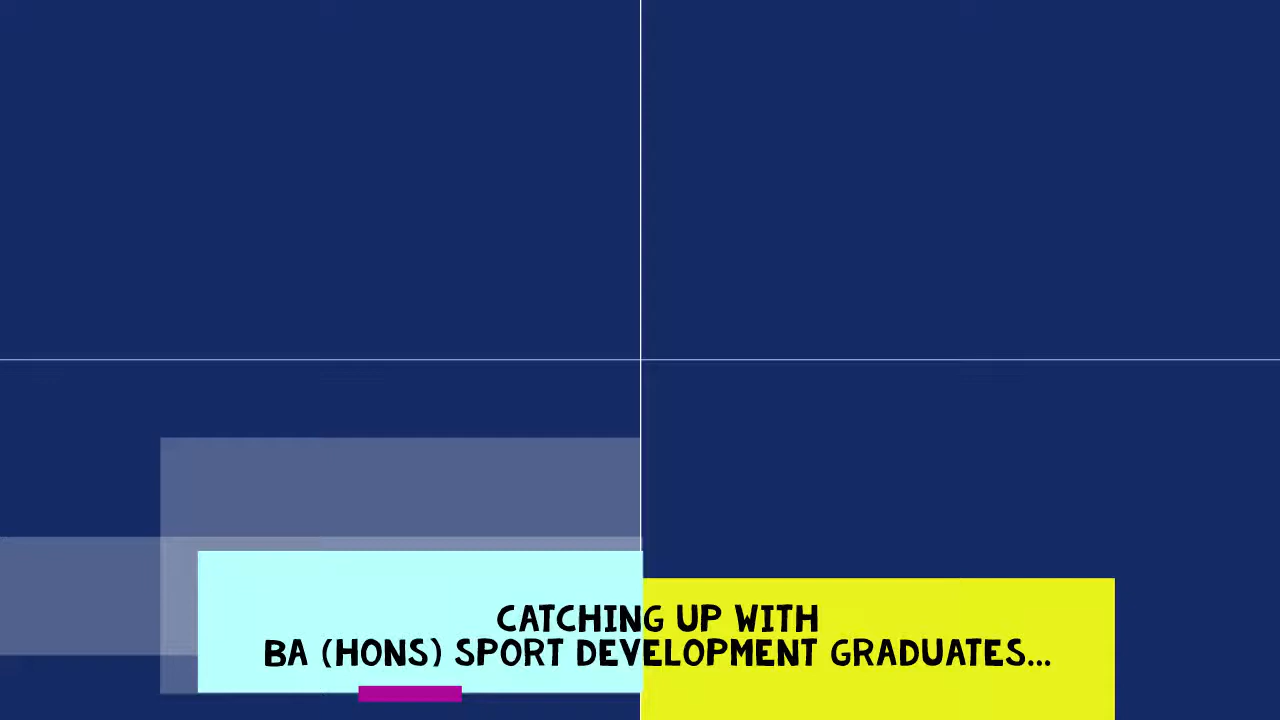 CATCHING UP WITH
BA (HONS) SPORT DEVELOPMENT GRADUATES...